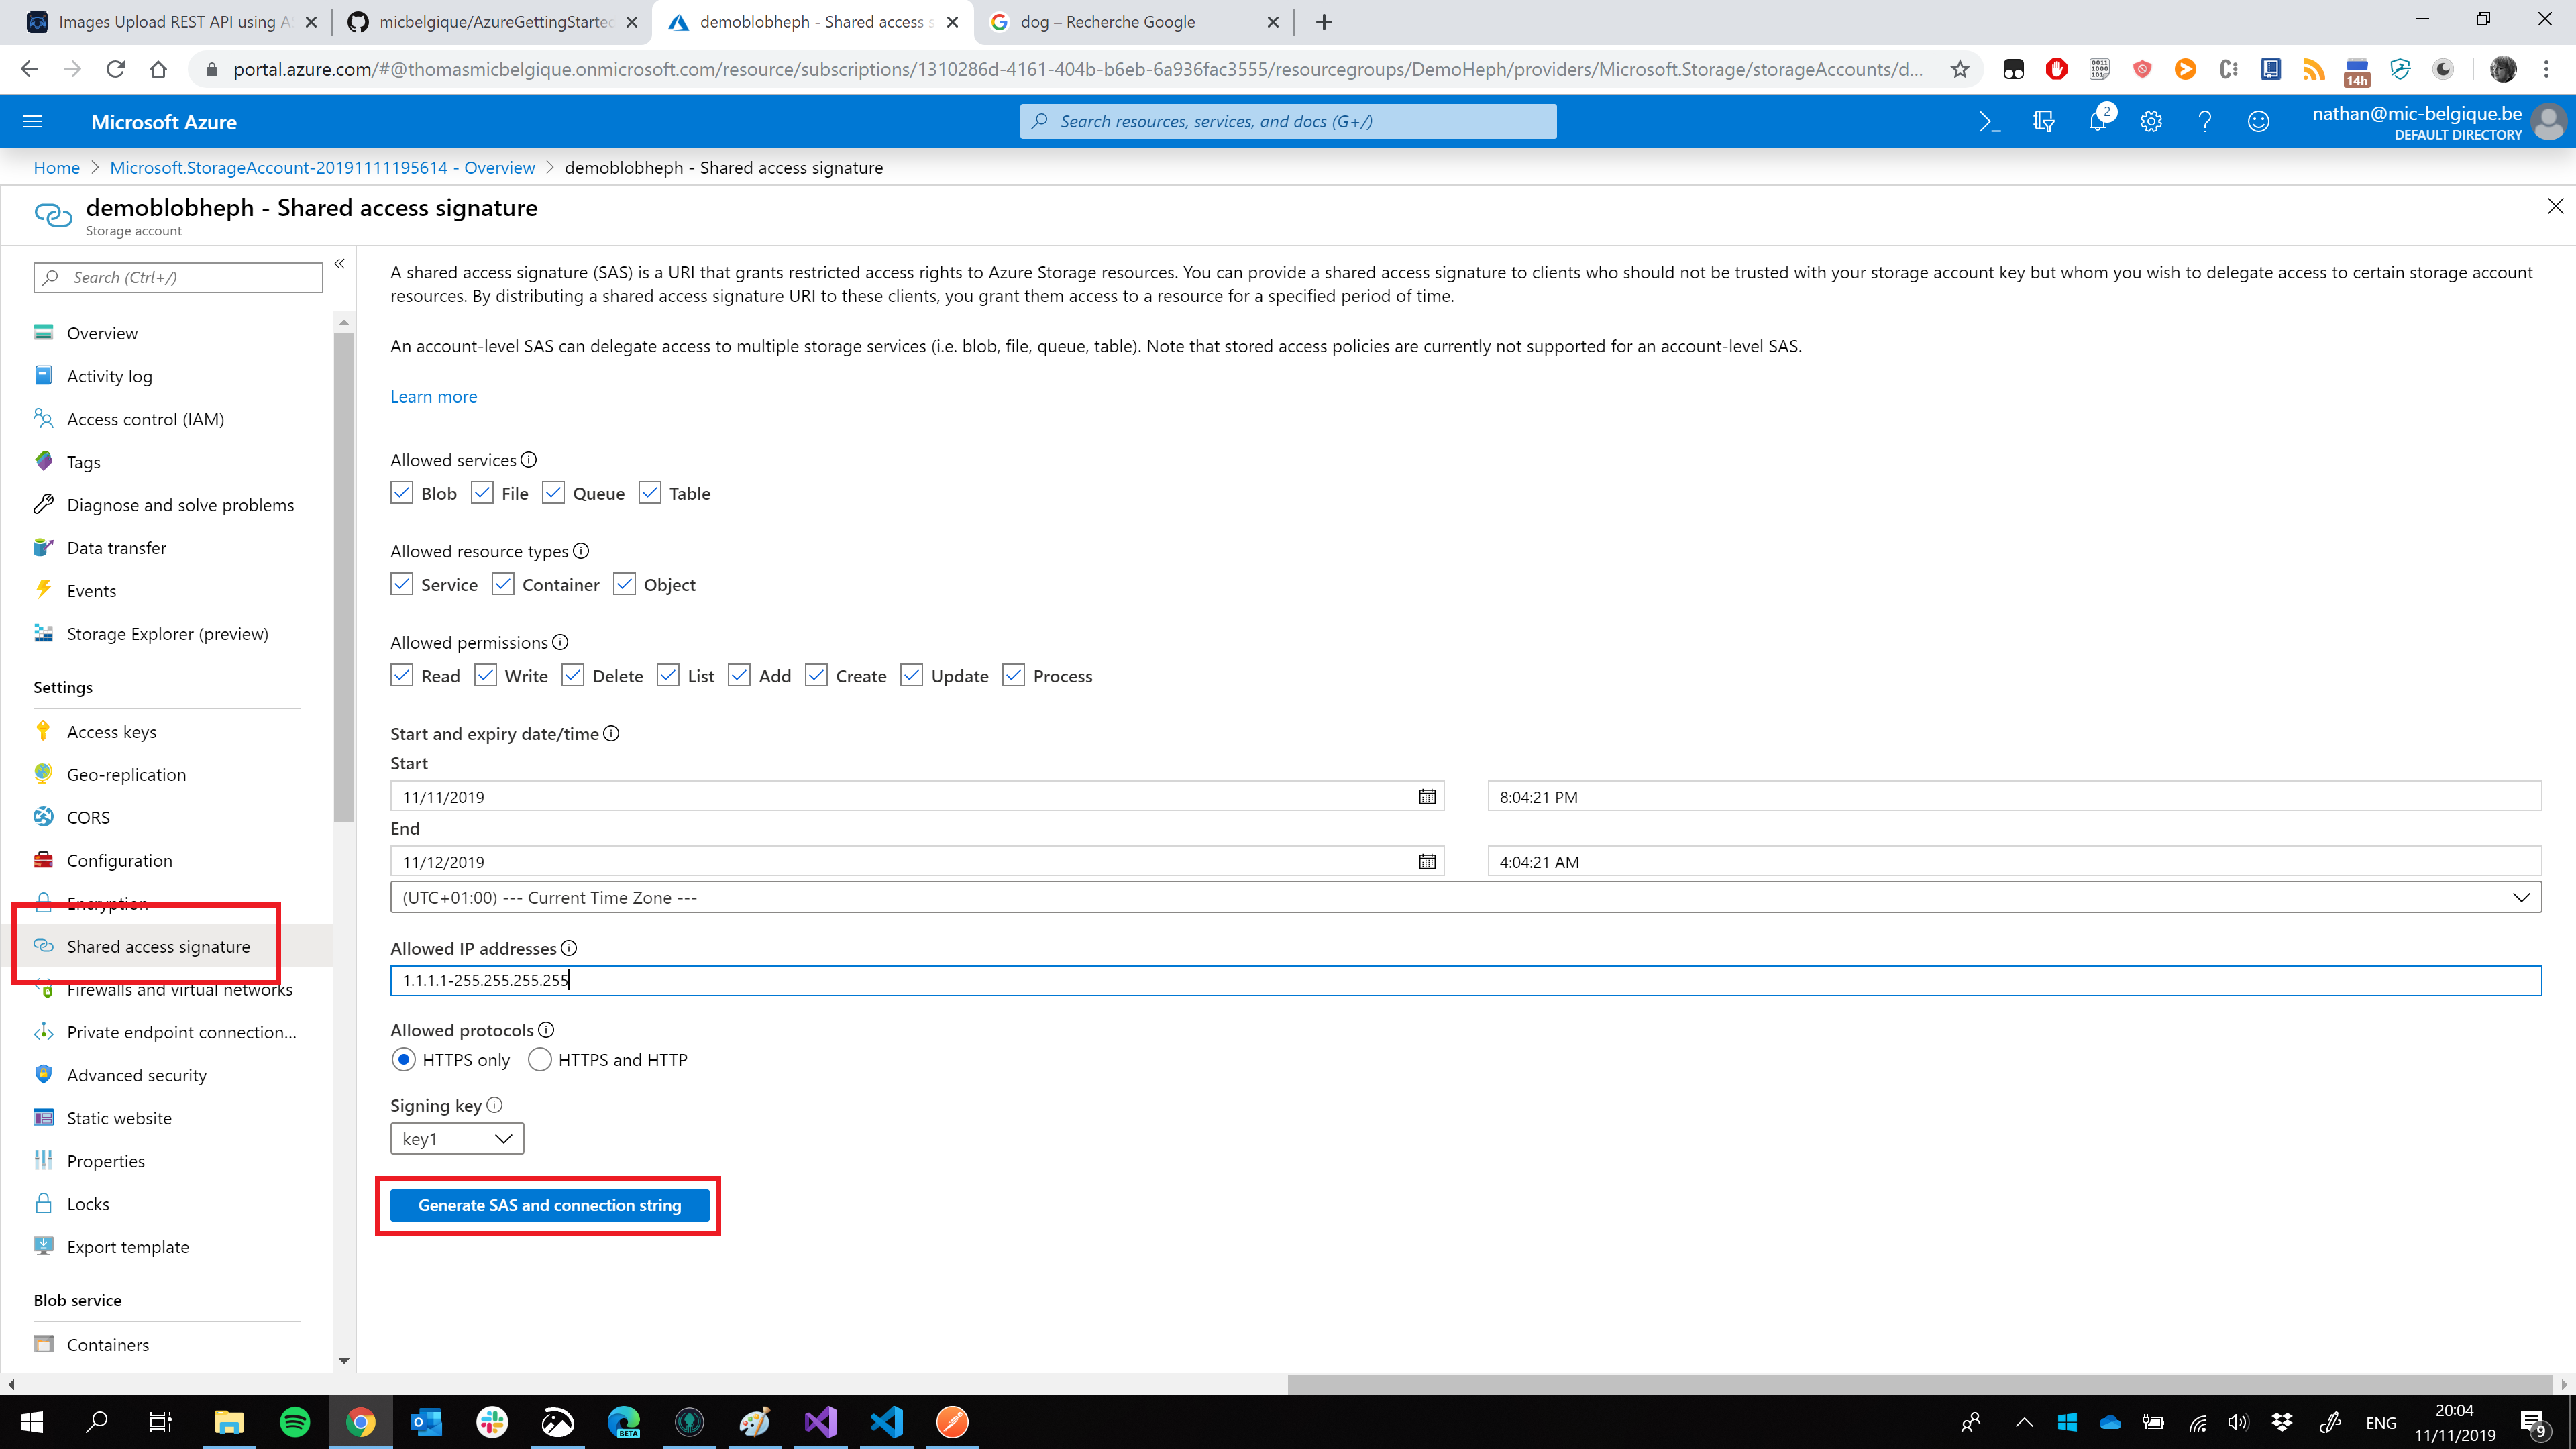 Images Upload REST API using AS
micbelgique/AzureGettingStarted
demoblobheph - Shared access s
dog – Recherche Google
portal.azure.com/#@thomasmicbelgique.onmicrosoft.com/resource/subscriptions/1310286d-4161-404b-b6eb-6a936fac3555/resourcegroups/DemoHeph/providers/Microsoft.Storage/storageAccounts/d...
14h
Microsoft Azure
Search resources, services, and docs (G+/)
2
nathan@mic-belgique.be
DEFAULT DIRECTORY
Home > Microsoft.StorageAccount-20191111195614 - Overview > demoblobheph - Shared access signature
demoblobheph - Shared access signature
Storage account
Search (Ctrl+/)
Overview
Activity log
Access control (IAM)
Tags
Diagnose and solve problems
Data transfer
Events
Storage Explorer (preview)
Settings
Access keys
Geo-replication
CORS
Configuration
Encryption
Shared access signature
Firewalls and virtual networks
Private endpoint connection...
Advanced security
Static website
Properties
Locks
Export template
Blob service
Containers
A shared access signature (SAS) is a URI that grants restricted access rights to Azure Storage resources. You can provide a shared access signature to clients who should not be trusted with your storage account key but whom you wish to delegate access to certain storage account
resources. By distributing a shared access signature URI to these clients, you grant them access to a resource for a specified period of time.
An account-level SAS can delegate access to multiple storage services (i.e. blob, file, queue, table). Note that stored access policies are currently not supported for an account-level SAS.
Learn more
Allowed services
Blob File Queue Table
Allowed resource types
Service Container Object
Allowed permissions
Read Write Delete List Add Create Update Process
Start and expiry date/time
Start
11/11/2019 8:04:21 PM
End
11/12/2019 4:04:21 AM
(UTC+01:00) --- Current Time Zone ---
Allowed IP addresses
1.1.1.1-255.255.255.255
Allowed protocols
HTTPS only HTTPS and HTTP
Signing key
key1
Generate SAS and connection string
BETA
ENG
20:04
11/11/2019
9